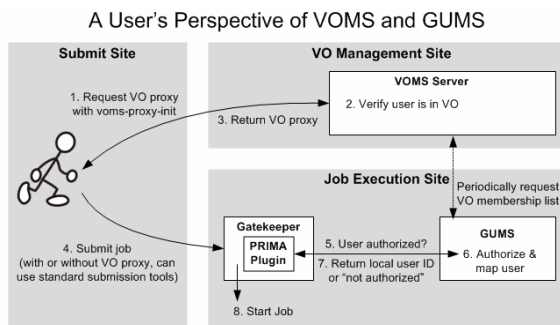 A User's Perspective of VOMS and GUMS
Submit Site
VO Management Site
VOMS Server
1. Request VO proxy
with voms-proxy-init
2. Verify user is in VO
3. Return VO proxy
Periodically request
VO membership list
Job Execution Site
4. Submit job
(with or without VO proxy, can
use standard submission tools)
Gatekeeper
PRIMA
Plugin
5. User authorized?
7. Return local user ID
or "not authorized"
GUMS
6. Authorize &
map user
8. Start Job